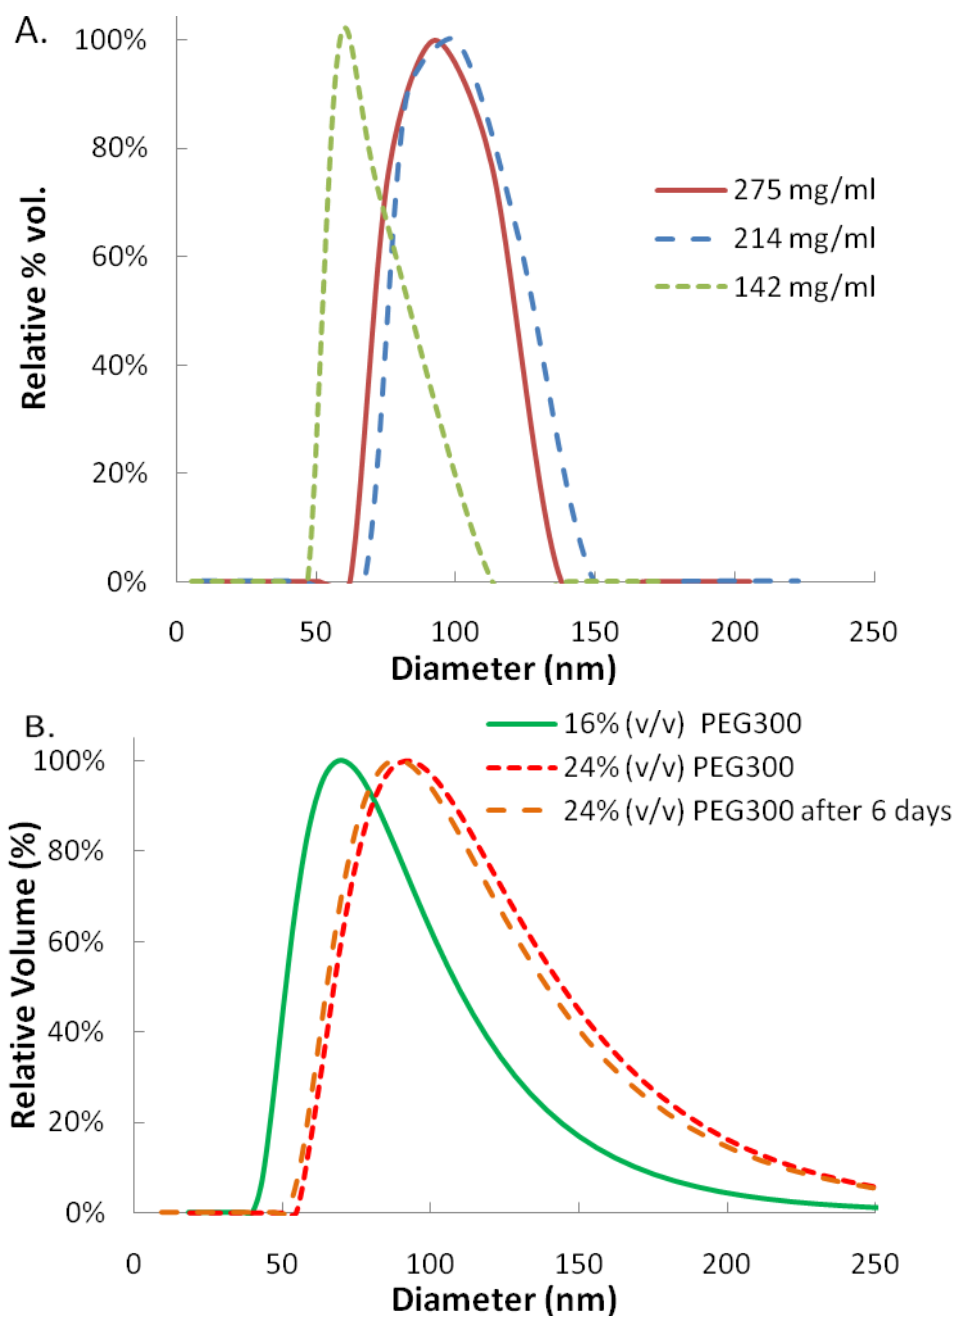 A.
100%
80%
60%
40%
20%
0%
Relative % vol.
275 mg/ml
214 mg/ml
142 mg/ml
0 50 100 150 200 250
Diameter (nm)
B.
16% (v/v) PEG300
24% (v/v) PEG300
24% (v/v) PEG300 after 6 days
100%
80%
60%
40%
20%
0%
Relative Volume (%)
0 50 100 150 200 250
Diameter (nm)